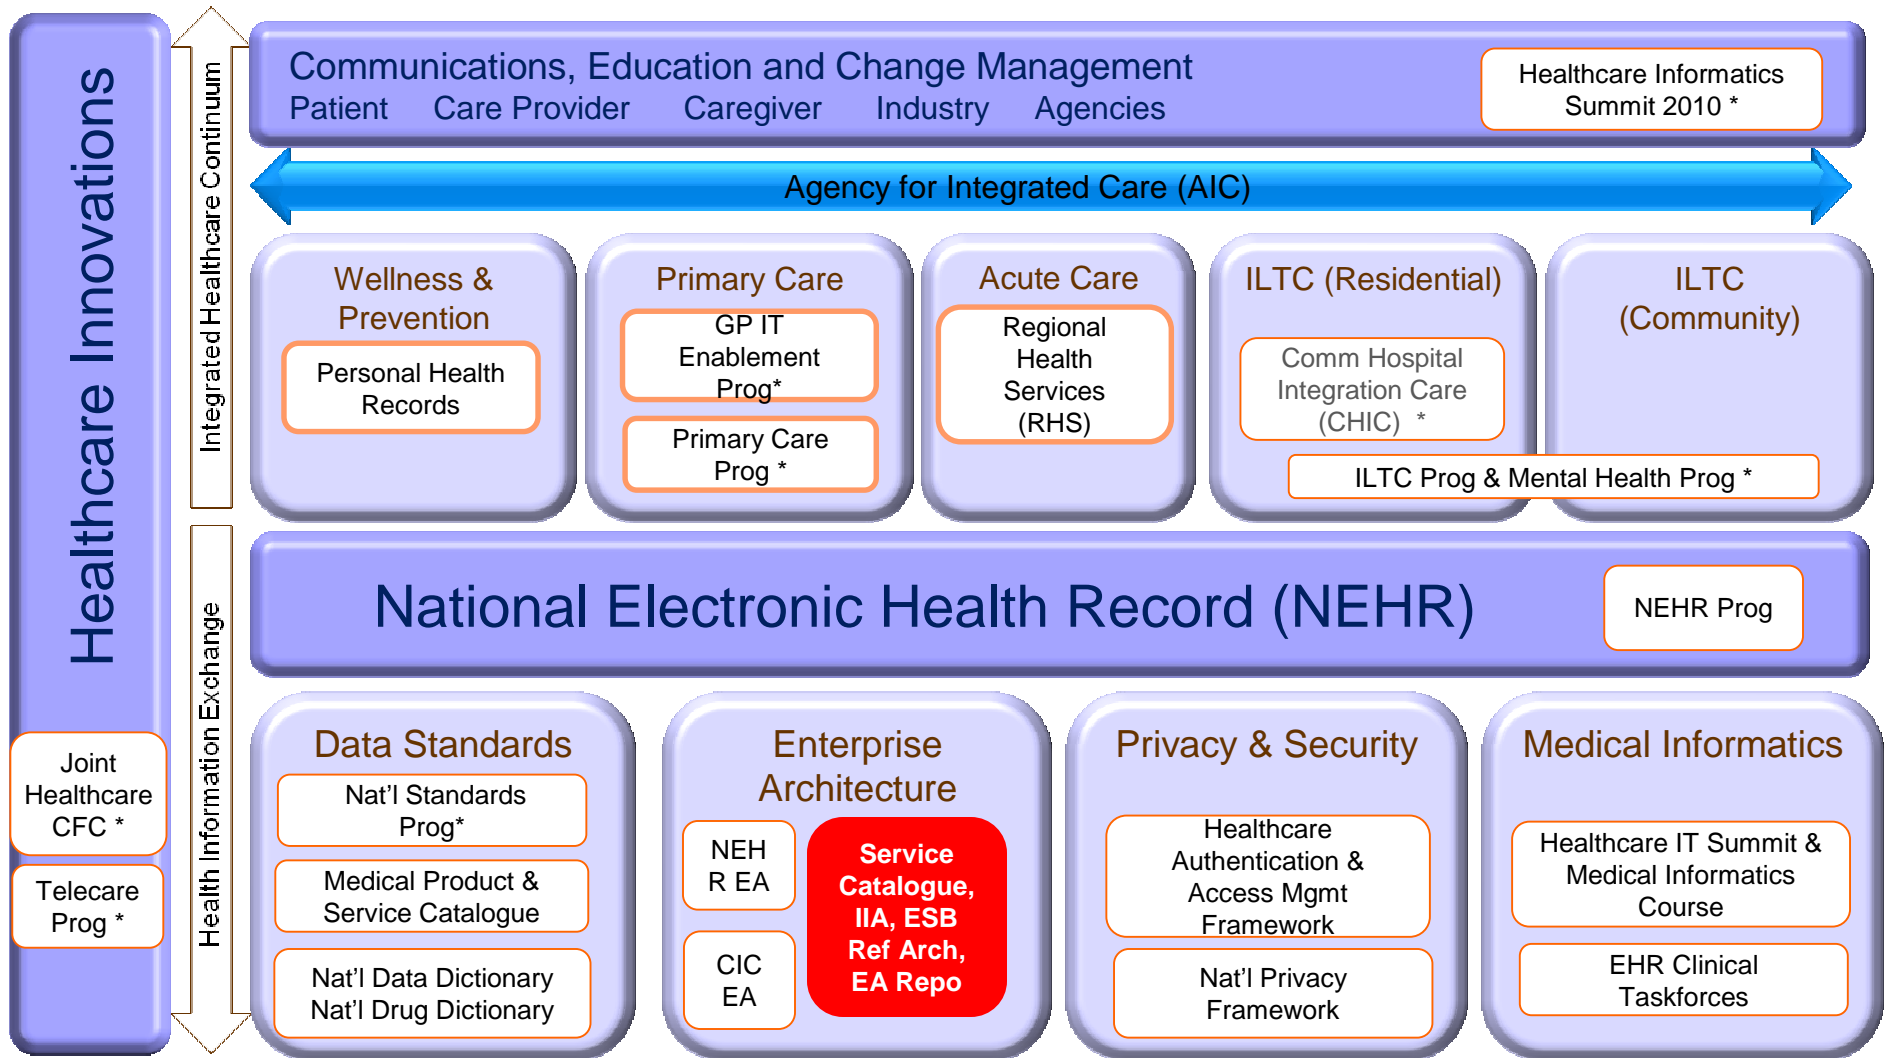 Healthcare Innovations
Joint
Healthcare
CFC *
Telecare
Prog *
Integrated Healthcare Continuum
Health Information Exchange
Communications, Education and Change Management
Patient Care Provider Caregiver Industry Agencies
Healthcare Informatics
Summit 2010 *
Agency for Integrated Care (AIC)
Wellness &
Prevention
Personal Health
Records
Primary Care
GP IT
Enablement
Prog*
Primary Care
Prog *
Acute Care
Regional
Health
Services
(RHS)
ILTC (Residential)
Comm Hospital
Integration Care
(CHIC) *
ILTC
(Community)
ILTC Prog & Mental Health Prog *
National Electronic Health Record (NEHR)
NEHR Prog
Data Standards
Nat'l Standards
Prog*
Medical Product &
Service Catalogue
Nat'l Data Dictionary
Nat'l Drug Dictionary
Enterprise
Architecture
NEH
R EA
CIC
EA
Service
Catalogue,
IIA, ESB
Ref Arch,
EA Repo
Privacy & Security
Healthcare
Authentication &
Access Mgmt
Framework
Nat'l Privacy
Framework
Medical Informatics
Healthcare IT Summit &
Medical Informatics
Course
EHR Clinical
Taskforces